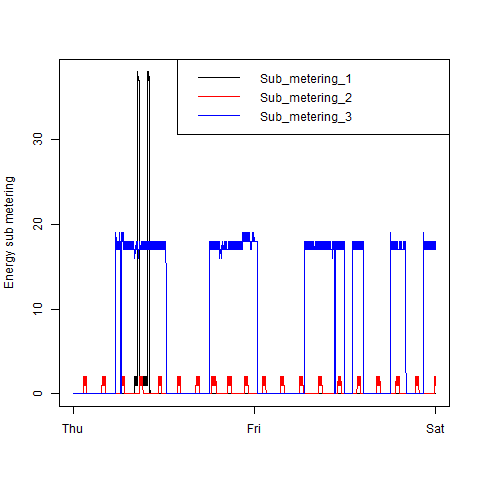 Sub_metering_1
Sub_metering_2
Sub_metering_3
Energy sub metering
30
20
10
0
Thu
Fri
Sat